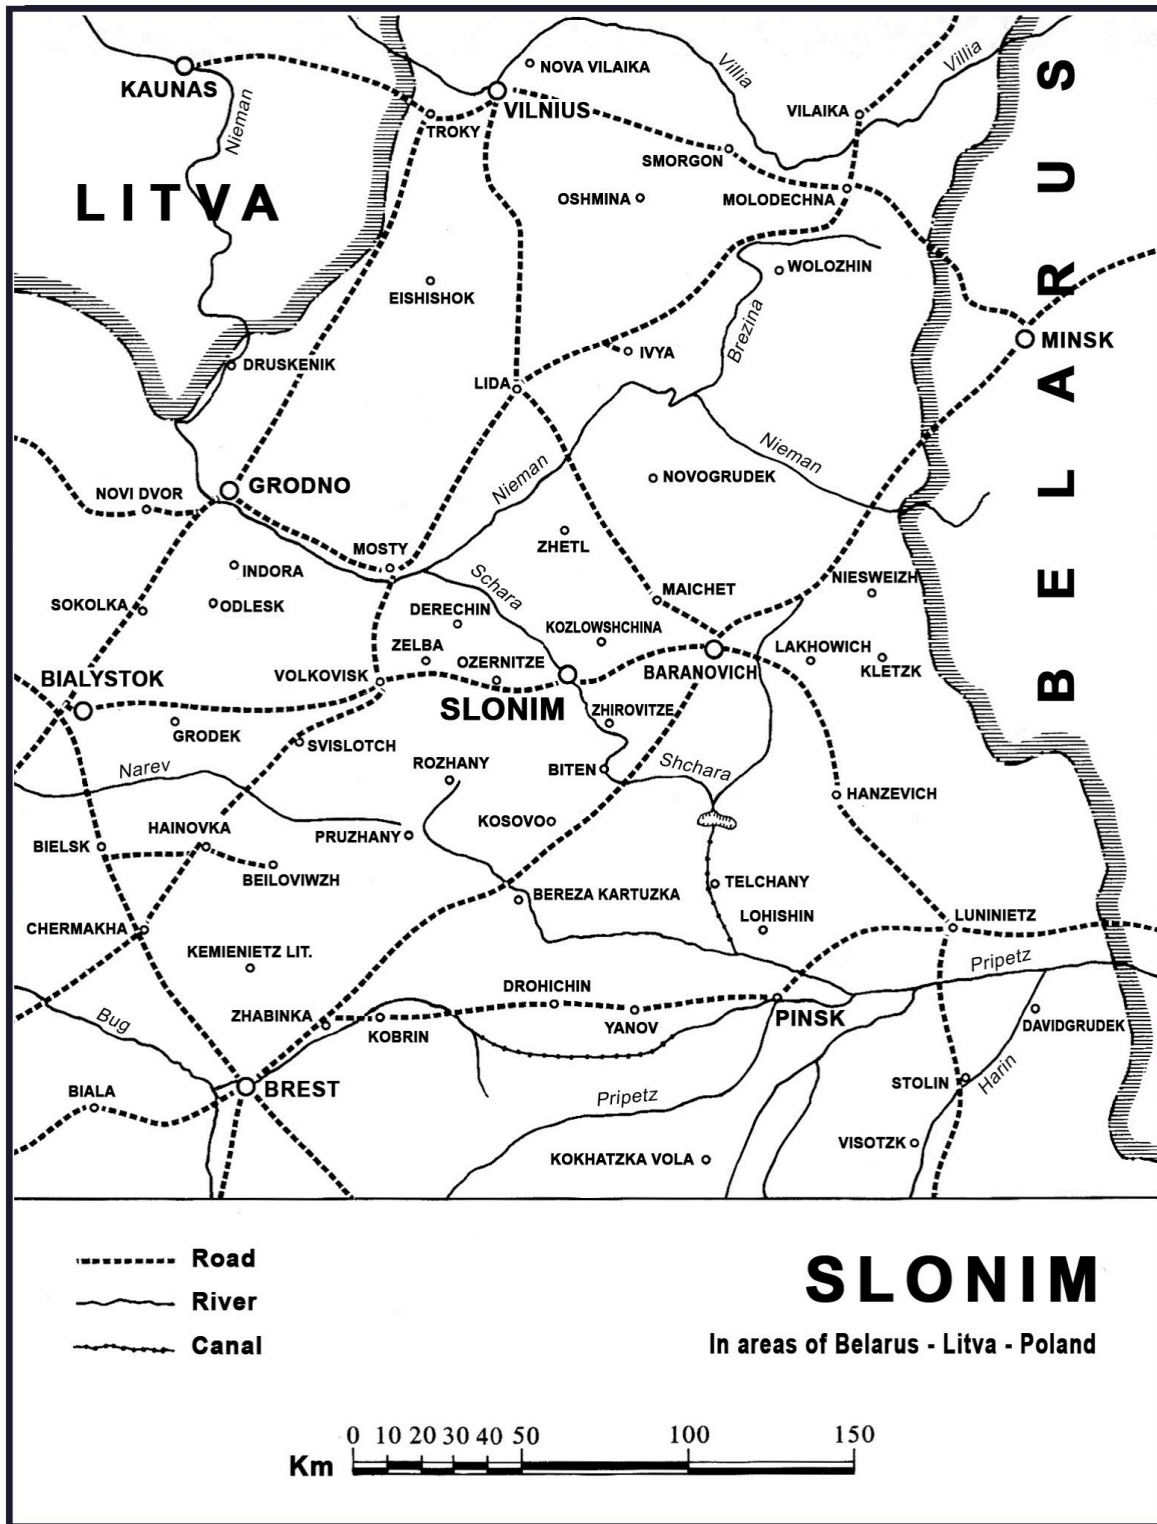 NOVA VILAIKA
Villia
Villia
KAUNAS
VILNIUS
VILAIKA
Nieman
TROKY
SMORGON
LITVA
OSHMINA
MOLODECHNA
BELARUS
EISHISHOK
WOLOZHIN
Brezina
MINSK
DRUSKENIK
IVYA
LIDA
Nieman
NOVI DVOR
GRODNO
Nieman
NOVOGRUDEK
MOSTY
ZHETL
INDORA
Schara
MAICHET
NIESWEIZH
SOKOLKA
ODLESK
DERECHIN
KOZLOWSHCHINA
ZELBA
OZERNITZE
LAKHOWICH
BIALYSTOK
VOLKOVISK
BARANOVICH
KLETZK
SLONIM
ZHIROVITZE
GRODEK
SVISLOTCH
Narev
ROZHANY
BITEN
Shchara
HANZEVICH
HAINOVKA
KOSOVO
BIELSK
PRUZHANY
BEILOVIWZH
TELCHANY
BEREZA KARTUZKA
CHERMAKHA
LOHISHIN
LUNINIETZ
KEMIENIETZ LIT.
Pripetz
DROHICHIN
Bug
ZHABINKA
KOBRIN
YANOV
PINSK
DAVIDGRUDEK
BIALA
BREST
Pripetz
STOLIN
Harin
VISOTZK
KOKHATZKA VOLA
Road
River
Canal
SLONIM
In areas of Belarus - Litva - Poland
0 10 20 30 40 50 100 150
Km